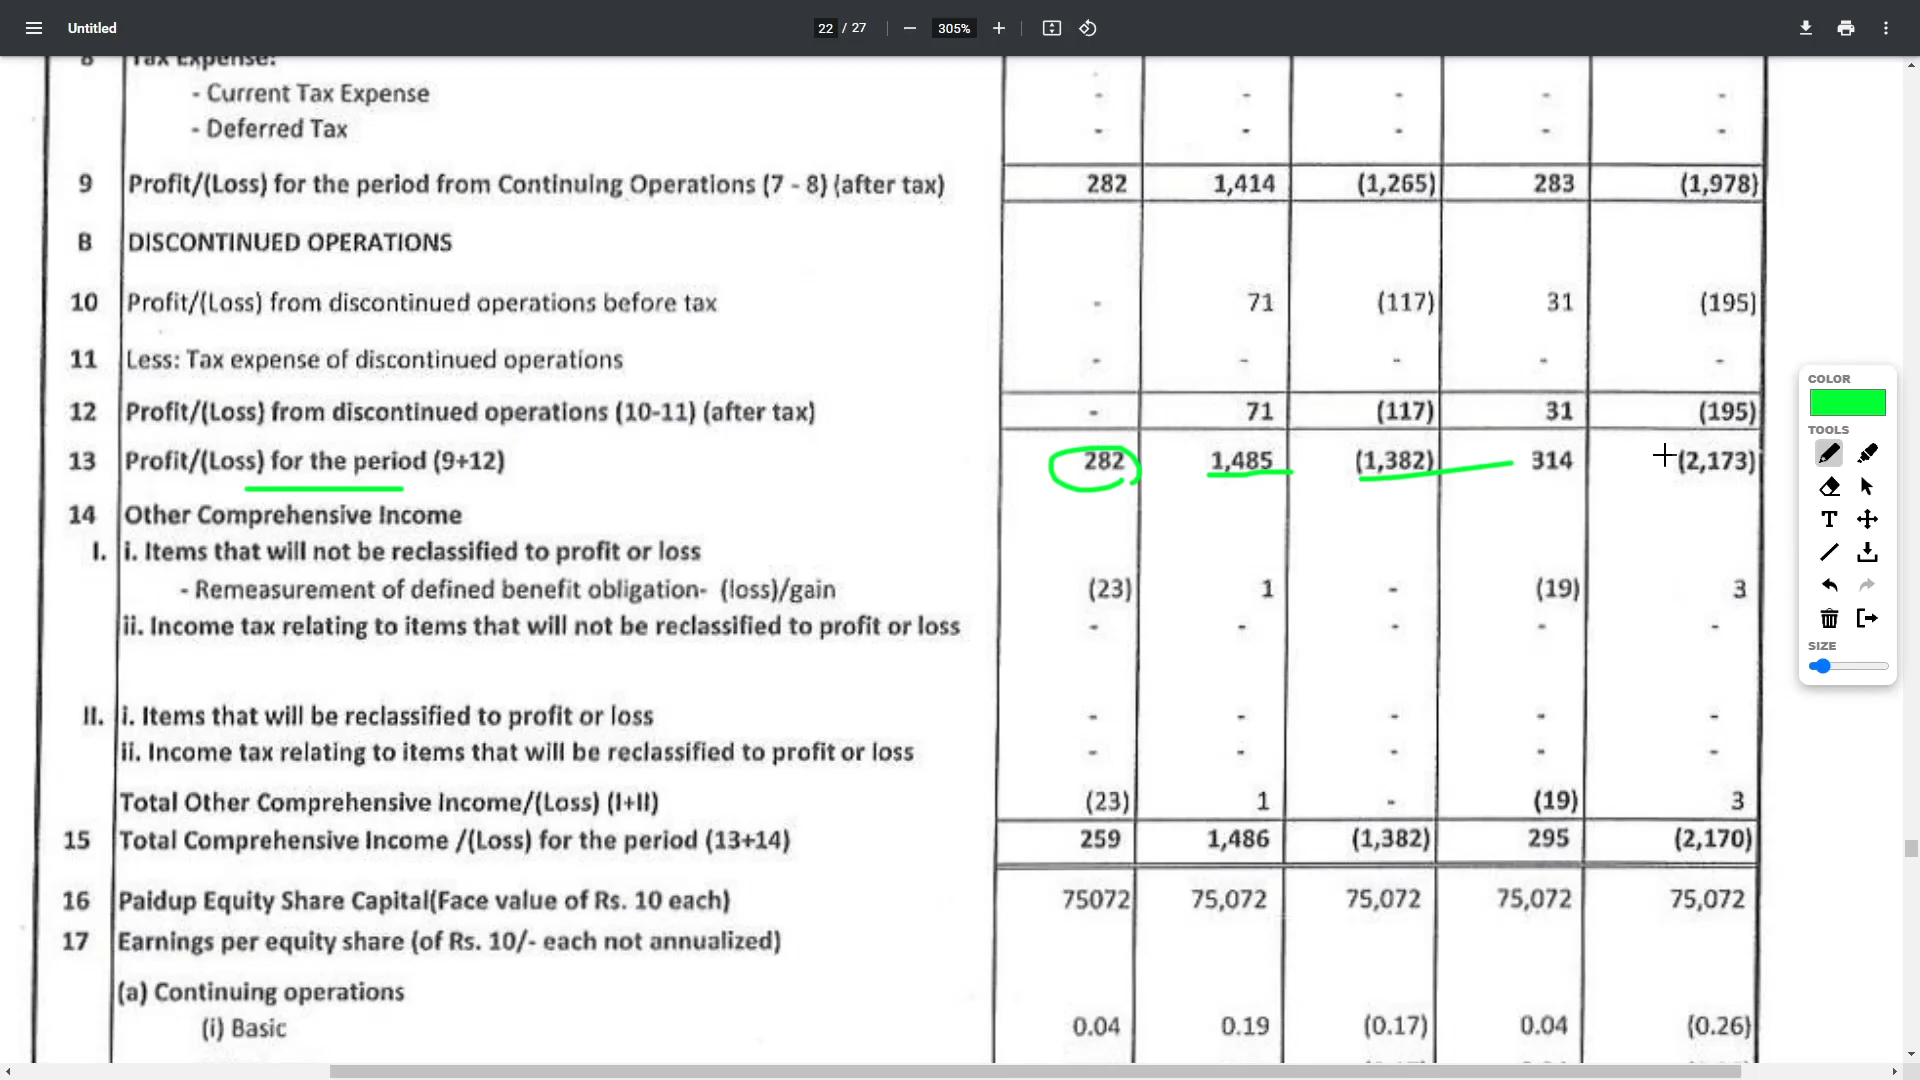 Untitled
22 / 27
305%
8 Tax Expense:
- Current Tax Expense - - - - -
- Deferred Tax - - - - -
9 Profit/(Loss) for the period from Continuing Operations (7 - 8) (after tax) 282 1,414 (1,265) 283 (1,978)
B DISCONTINUED OPERATIONS
10 Profit/(Loss) from discontinued operations before tax - 71 (117) 31 (195)
11 Less: Tax expense of discontinued operations - - - - -
12 Profit/(Loss) from discontinued operations (10-11) (after tax) - 71 (117) 31 (195)
13 Profit/(Loss) for the period (9+12) 282 1,485 (1,382) 314 (2,173)
14 Other Comprehensive Income
I. i. Items that will not be reclassified to profit or loss
- Remeasurement of defined benefit obligation- (loss)/gain (23) 1 - (19) 3
ii. Income tax relating to items that will not be reclassified to profit or loss - - - - -
II. i. Items that will be reclassified to profit or loss - - - - -
ii. Income tax relating to items that will be reclassified to profit or loss - - - - -
Total Other Comprehensive Income/(Loss) (I+II) (23) 1 - (19) 3
15 Total Comprehensive Income /(Loss) for the period (13+14) 259 1,486 (1,382) 295 (2,170)
16 Paidup Equity Share Capital(Face value of Rs. 10 each) 75072 75,072 75,072 75,072 75,072
17 Earnings per equity share (of Rs. 10/- each not annualized)
(a) Continuing operations
(i) Basic 0.04 0.19 (0.17) 0.04 (0.26)
COLOR
TOOLS
T
SIZE